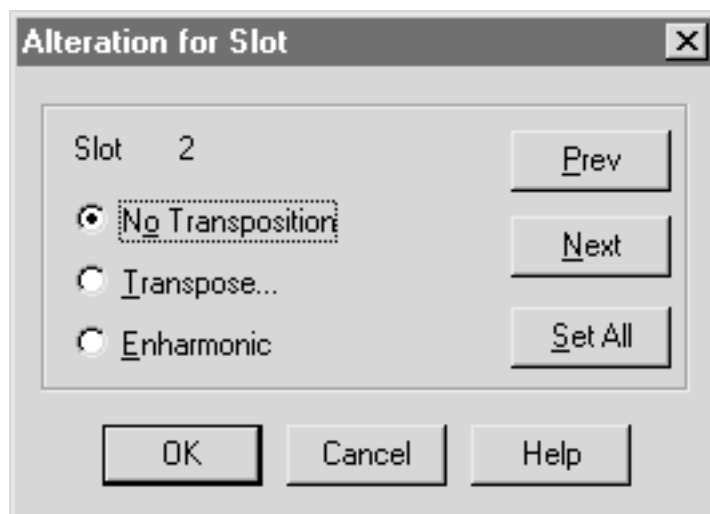 Alteration for Slot
Slot 2
No Transposition
Transpose...
Enharmonic
Prev
Next
Set All
OK Cancel Help